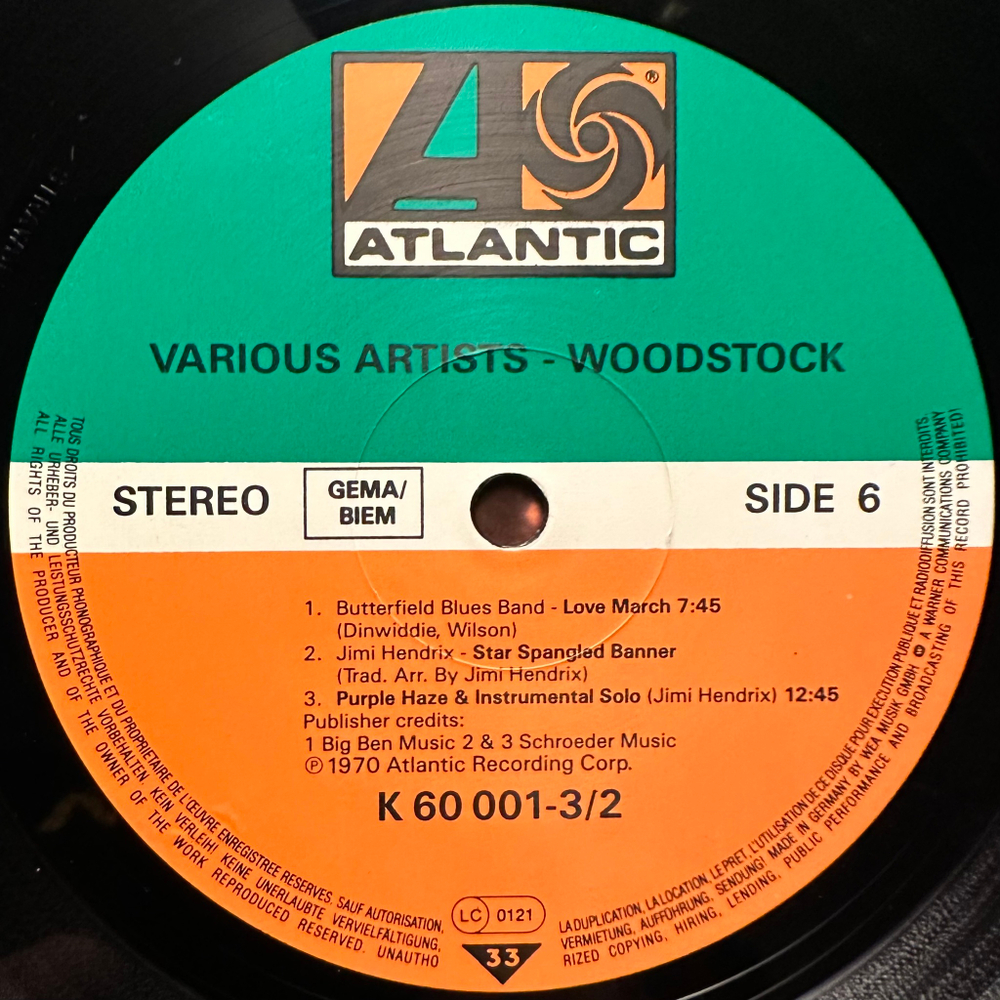 ®
ATLANTIC
VARIOUS ARTISTS - WOODSTOCK
STEREO
GEMA/
BIEM
SIDE 6
1. Butterfield Blues Band - Love March 7:45
(Dinwiddie, Wilson)
2. Jimi Hendrix - Star Spangled Banner
(Trad. Arr. By Jimi Hendrix)
3. Purple Haze & Instrumental Solo (Jimi Hendrix) 12:45
Publisher credits:
1 Big Ben Music 2 & 3 Schroeder Music
℗ 1970 Atlantic Recording Corp.
K 60 001-3/2
TOUS DROITS DU PRODUCTEUR PHONOGRAPHIQUE ET DU PROPRIETAIRE DE L'ŒUVRE ENREGISTREE RESERVES. SAUF AUTORISATION,
ALLE URHEBER- UND LEISTUNGSSCHUTZRECHTE VORBEHALTEN KEIN VERLEIH! KEINE UNERLAUBTE VERVIELFÄLTIGUNG,
ALL RIGHTS OF THE PRODUCER AND OF THE OWNER OF THE WORK REPRODUCED RESERVED. UNAUTHO
LA DUPLICATION, LA LOCATION, LE PRET, L'UTILISATION DE CE DISQUE POUR EXECUTION PUBLIQUE ET RADIODIFFUSION SONT INTERDITS.
VERMIETUNG, AUFFÜHRUNG, SENDUNG! MADE IN GERMANY BY WEA MUSIK GMBH A WARNER COMMUNICATIONS COMPANY
RIZED COPYING, HIRING, LENDING, PUBLIC PERFORMANCE AND BROADCASTING OF THIS RECORD PROHIBITED!
LC 0121
33